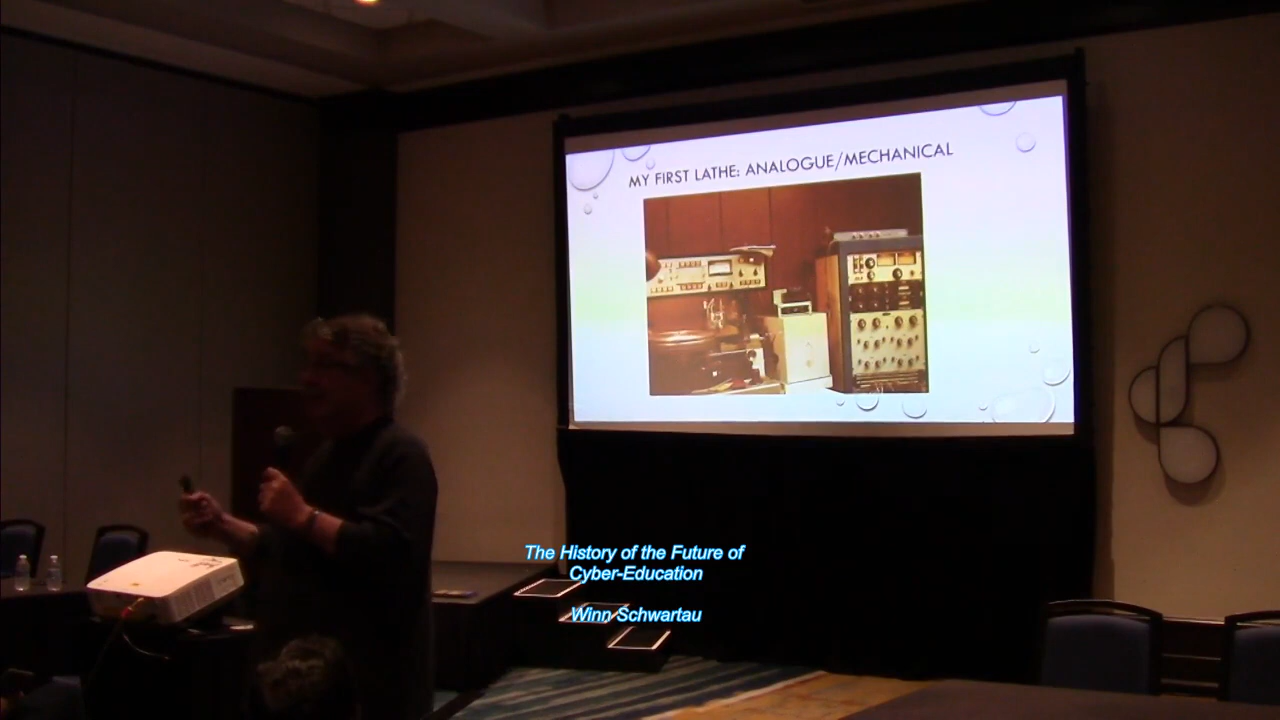 MY FIRST LATHE: ANALOGUE/MECHANICAL
The History of the Future of
Cyber-Education
Winn Schwartau